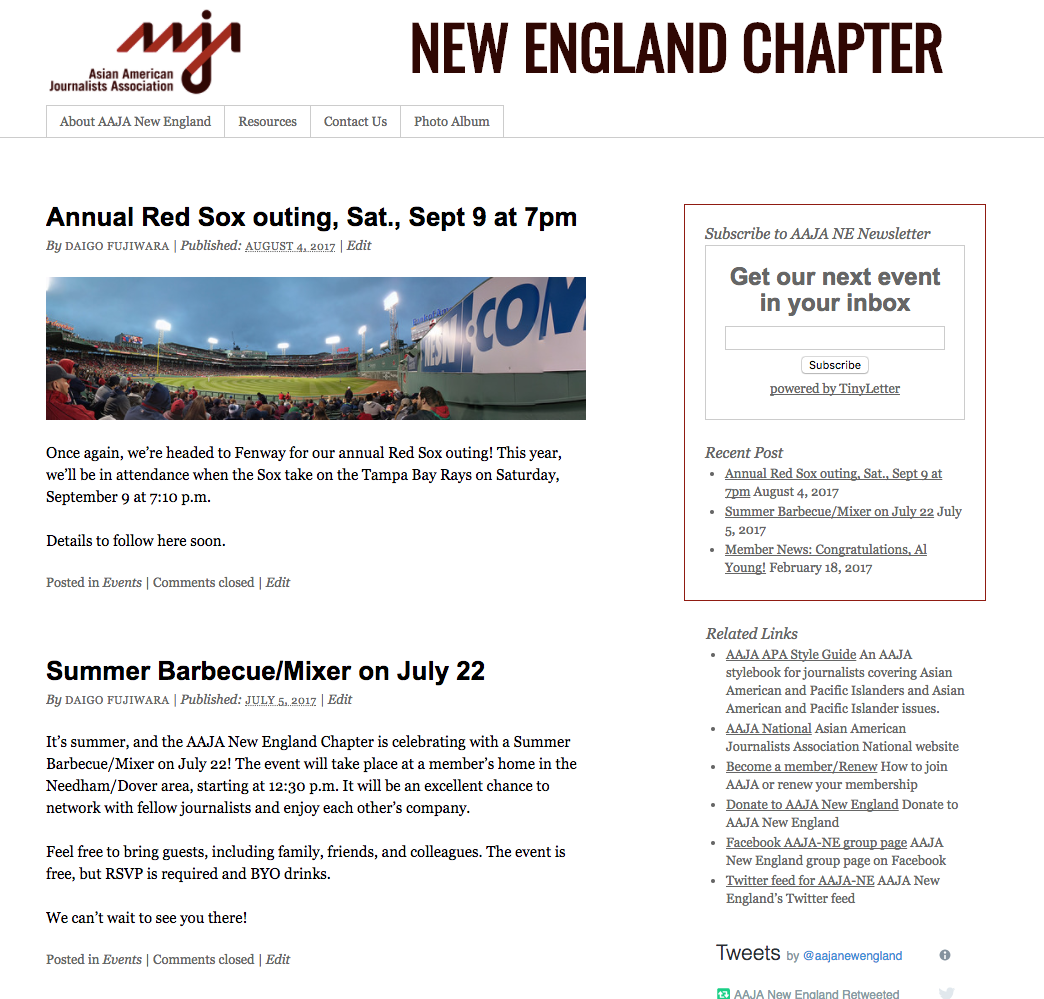 aaja
Asian American
Journalists Association
NEW ENGLAND CHAPTER
About AAJA New England
Resources
Contact Us
Photo Album
Annual Red Sox outing, Sat., Sept 9 at 7pm
By DAIGO FUJIWARA | Published: AUGUST 4, 2017 | Edit
NESN.COM
Once again, we’re headed to Fenway for our annual Red Sox outing! This year,
we’ll be in attendance when the Sox take on the Tampa Bay Rays on Saturday,
September 9 at 7:10 p.m.
Details to follow here soon.
Posted in Events | Comments closed | Edit
Summer Barbecue/Mixer on July 22
By DAIGO FUJIWARA | Published: JULY 5, 2017 | Edit
It’s summer, and the AAJA New England Chapter is celebrating with a Summer
Barbecue/Mixer on July 22! The event will take place at a member’s home in the
Needham/Dover area, starting at 12:30 p.m. It will be an excellent chance to
network with fellow journalists and enjoy each other’s company.
Feel free to bring guests, including family, friends, and colleagues. The event is
free, but RSVP is required and BYO drinks.
We can’t wait to see you there!
Posted in Events | Comments closed | Edit
Subscribe to AAJA NE Newsletter
Get our next event
in your inbox
Subscribe
powered by TinyLetter
Recent Post
Annual Red Sox outing, Sat., Sept 9 at
7pm August 4, 2017
Summer Barbecue/Mixer on July 22 July
5, 2017
Member News: Congratulations, Al
Young! February 18, 2017
Related Links
AAJA APA Style Guide An AAJA
stylebook for journalists covering Asian
American and Pacific Islanders and Asian
American and Pacific Islander issues.
AAJA National Asian American
Journalists Association National website
Become a member/Renew How to join
AAJA or renew your membership
Donate to AAJA New England Donate to
AAJA New England
Facebook AAJA-NE group page AAJA
New England group page on Facebook
Twitter feed for AAJA-NE AAJA New
England’s Twitter feed
Tweets by @aajanewengland
AAJA New England Retweeted